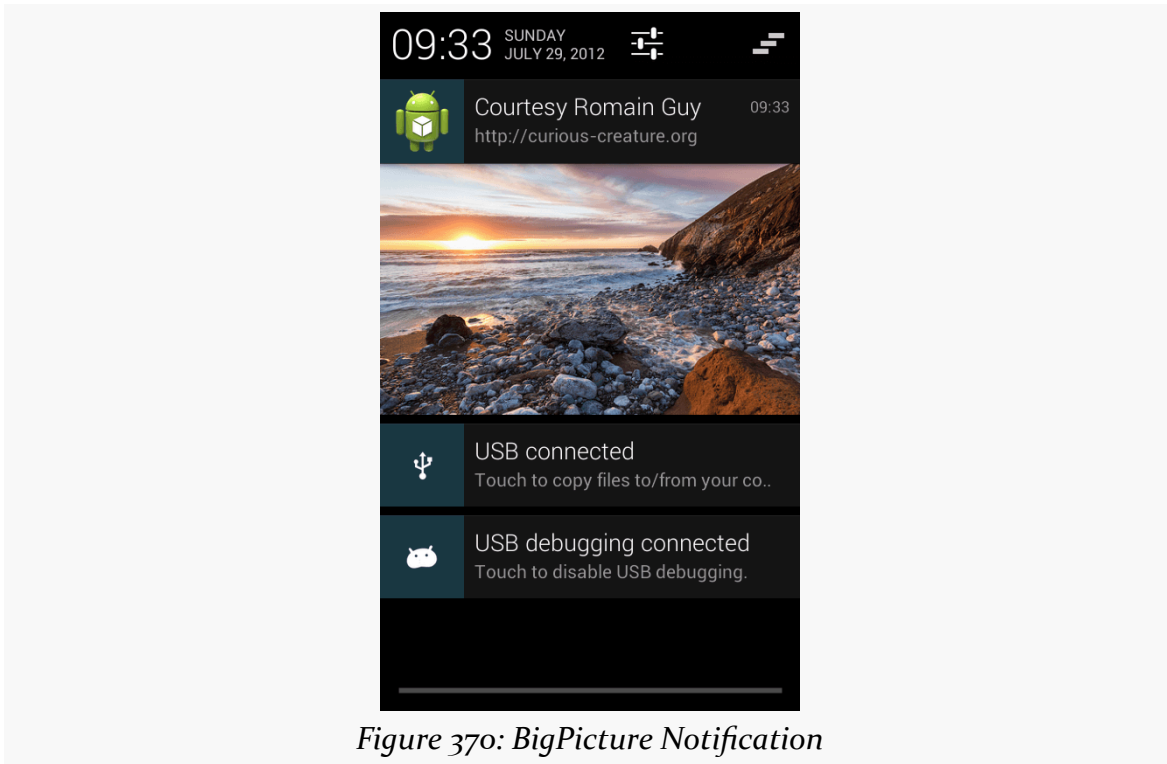 09:33 SUNDAY
JULY 29, 2012
Courtesy Romain Guy 09:33
http://curious-creature.org
USB connected
Touch to copy files to/from your co..
USB debugging connected
Touch to disable USB debugging.
Figure 370: BigPicture Notification